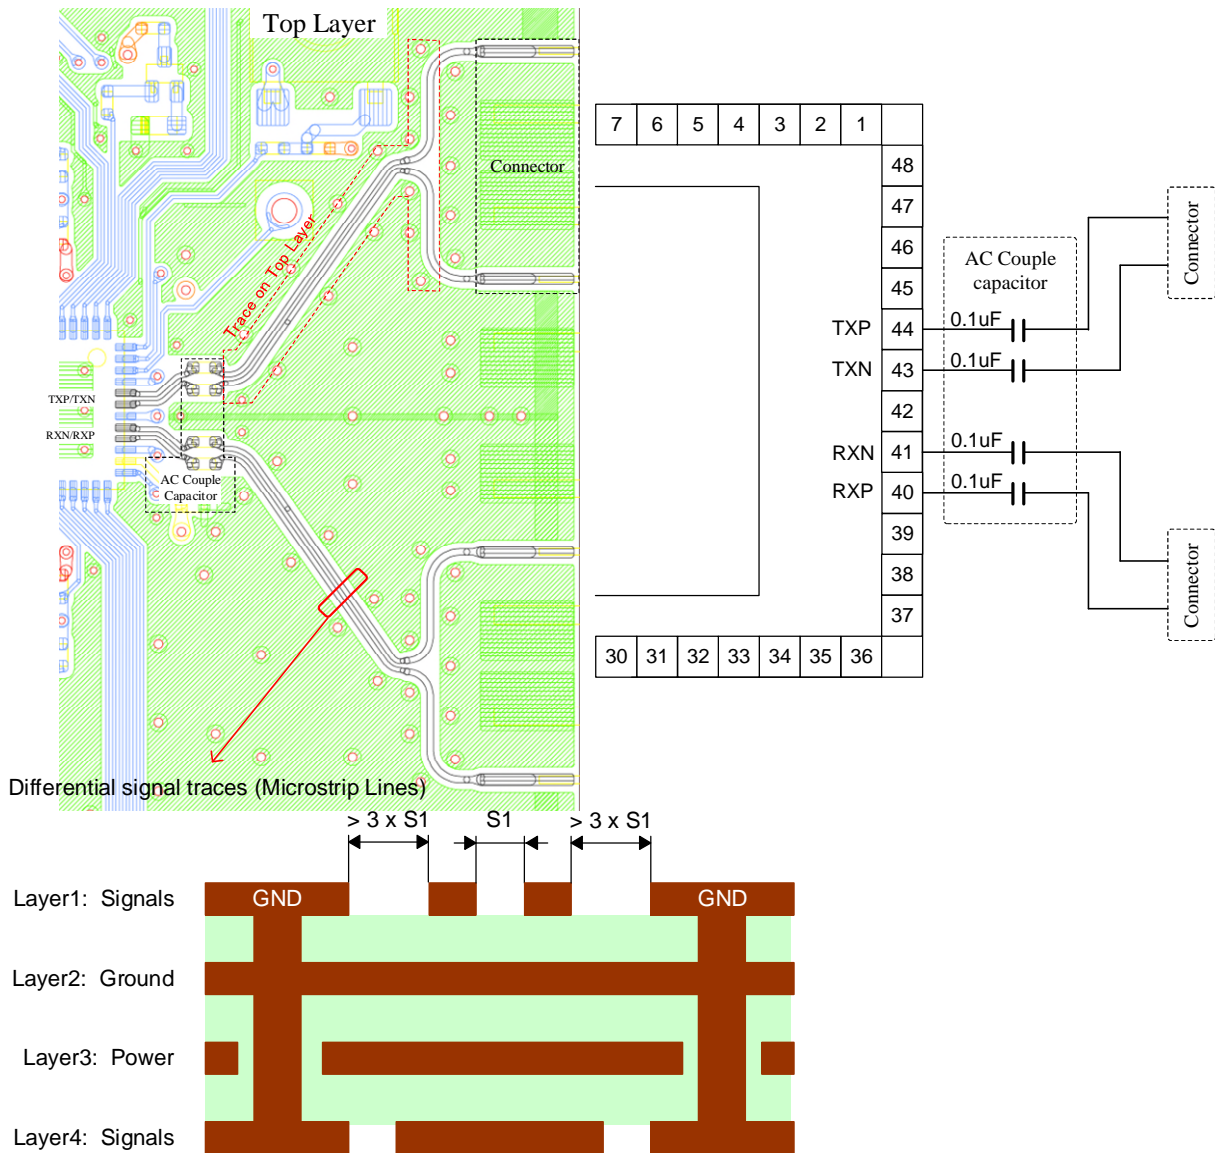 Top Layer
Connector
Trace on Top Layer
TXP/TXN
RXN/RXP
AC Couple
Capacitor
7 6 5 4 3 2 1
48
47
46
45
TXP 44 0.1uF
TXN 43 0.1uF
42
RXN 41 0.1uF
RXP 40 0.1uF
39
38
37
30 31 32 33 34 35 36
AC Couple
capacitor
Connector
Connector
Differential signal traces (Microstrip Lines)
> 3 x S1 S1 > 3 x S1
Layer1: Signals GND GND
Layer2: Ground
Layer3: Power
Layer4: Signals